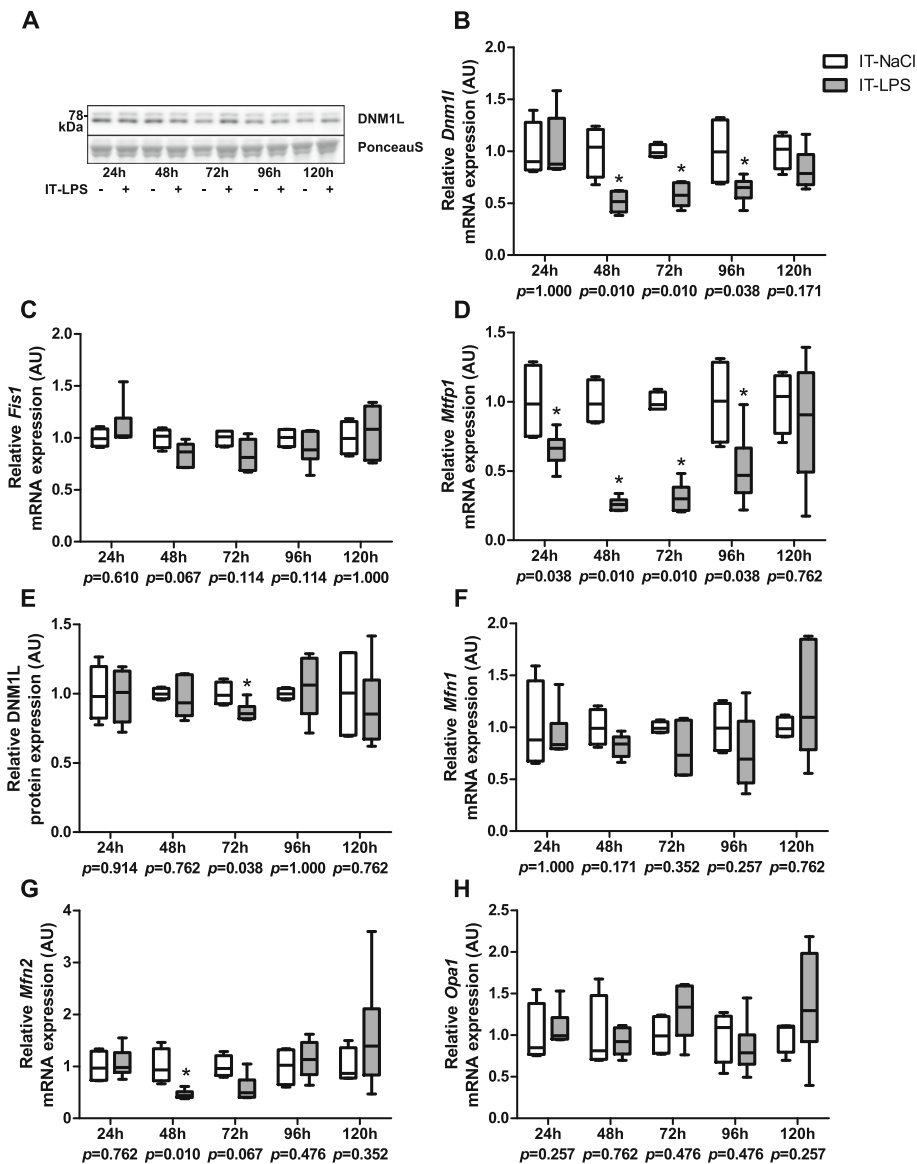 A
78
kDa
DNM1L
PonceauS
24h 48h 72h 96h 120h
IT-LPS - + - + - + - + - +
B
Relative Dnm1l
mRNA expression (AU)
2.0
1.5
1.0
0.5
0.0
* * *
24h 48h 72h 96h 120h
p=1.000 p=0.010 p=0.010 p=0.038 p=0.171
IT-NaCl
IT-LPS
C
Relative Fis1
mRNA expression (AU)
2.0
1.5
1.0
0.5
0.0
24h 48h 72h 96h 120h
p=0.610 p=0.067 p=0.114 p=0.114 p=1.000
D
Relative Mtfp1
mRNA expression (AU)
1.5
1.0
0.5
0.0
* * * *
24h 48h 72h 96h 120h
p=0.038 p=0.010 p=0.010 p=0.038 p=0.762
E
Relative DNM1L
protein expression (AU)
1.5
1.0
0.5
0.0
*
24h 48h 72h 96h 120h
p=0.914 p=0.762 p=0.038 p=1.000 p=0.762
F
Relative Mfn1
mRNA expression (AU)
2.0
1.5
1.0
0.5
0.0
24h 48h 72h 96h 120h
p=1.000 p=0.171 p=0.352 p=0.257 p=0.762
G
Relative Mfn2
mRNA expression (AU)
4
3
2
1
0
*
24h 48h 72h 96h 120h
p=0.762 p=0.010 p=0.067 p=0.476 p=0.352
H
Relative Opa1
mRNA expression (AU)
2.5
2.0
1.5
1.0
0.5
0.0
24h 48h 72h 96h 120h
p=0.257 p=0.762 p=0.476 p=0.476 p=0.257